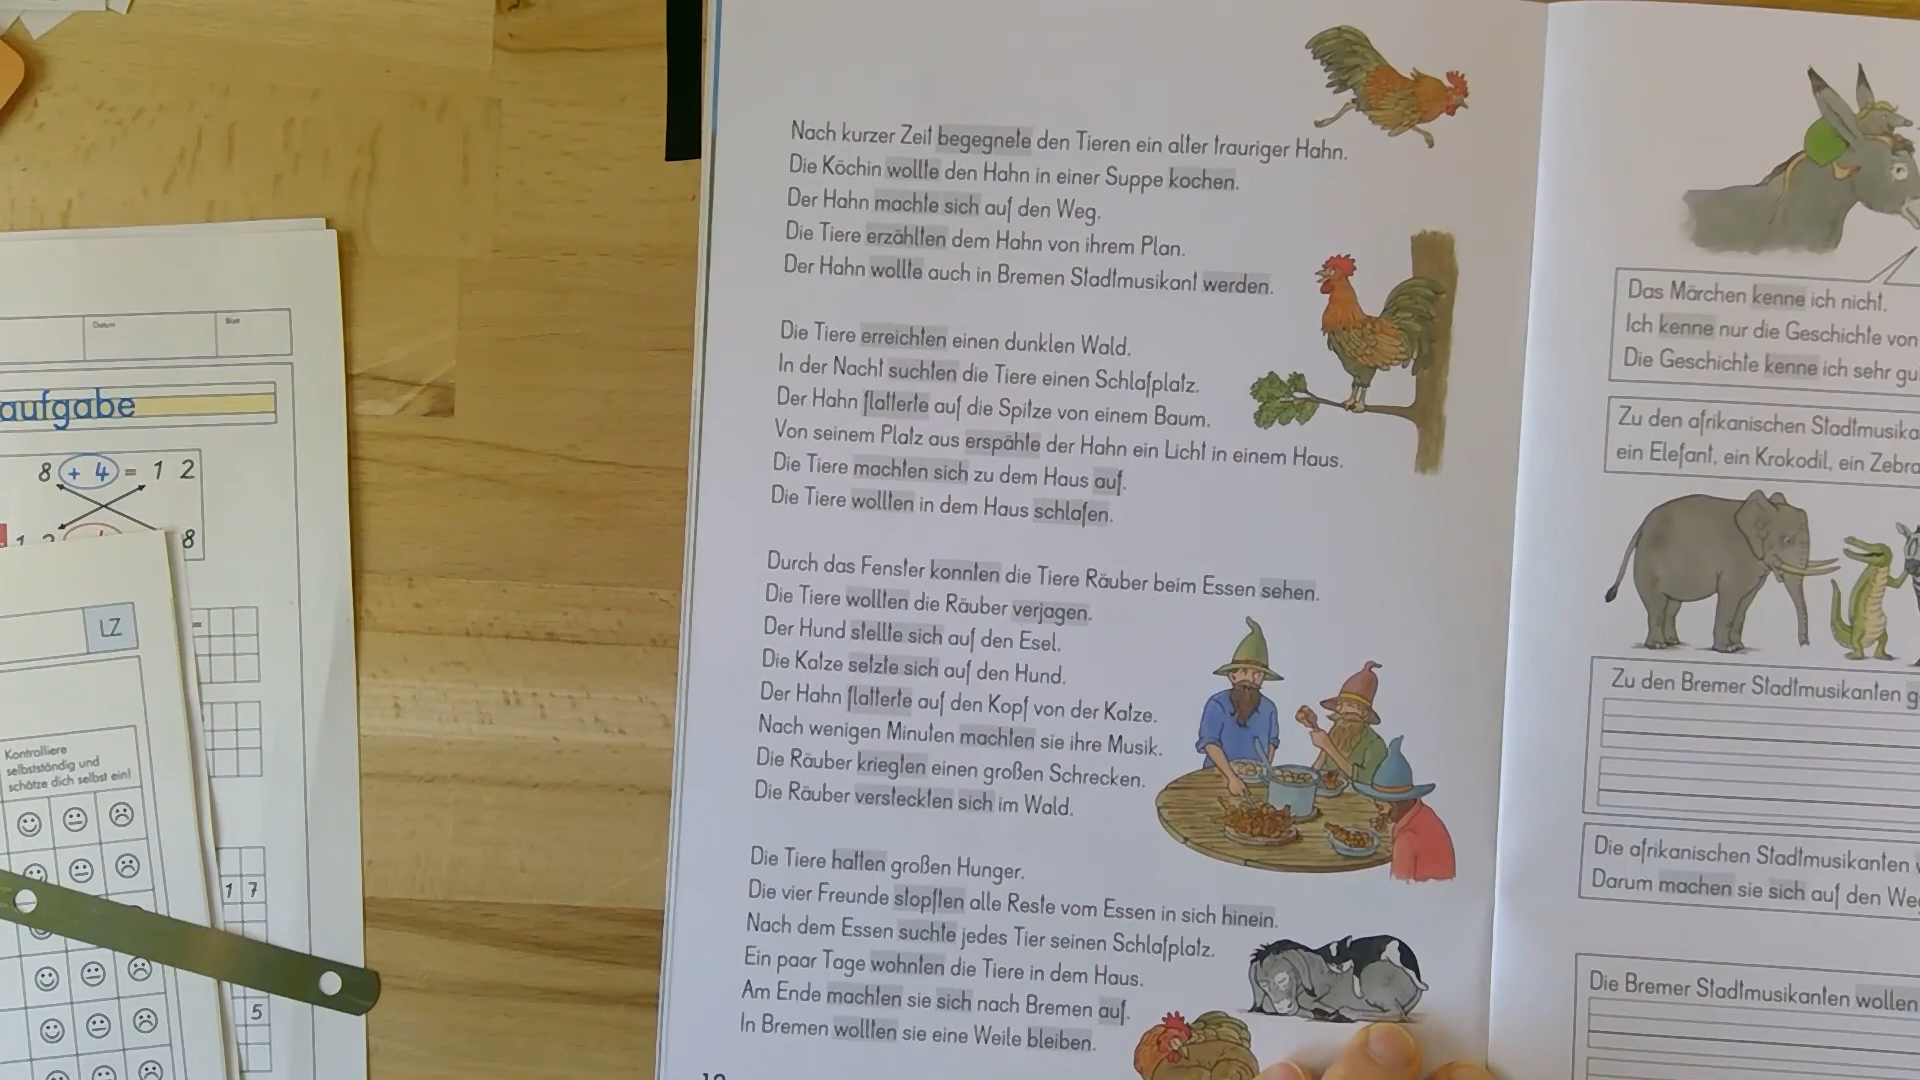 Nach kurzer Zeit begegnete den Tieren ein alter trauriger Hahn.
Die Köchin wollte den Hahn in einer Suppe kochen.
Der Hahn machte sich auf den Weg.
Die Tiere erzählten dem Hahn von ihrem Plan.
Der Hahn wollte auch in Bremen Stadtmusikant werden.
Die Tiere erreichten einen dunklen Wald.
In der Nacht suchten die Tiere einen Schlafplatz.
Der Hahn flatterte auf die Spitze von einem Baum.
Von seinem Platz aus erspähte der Hahn ein Licht in einem Haus.
Die Tiere machten sich zu dem Haus auf.
Die Tiere wollten in dem Haus schlafen.
Durch das Fenster konnten die Tiere Räuber beim Essen sehen.
Die Tiere wollten die Räuber verjagen.
Der Hund stellte sich auf den Esel.
Die Katze setzte sich auf den Hund.
Der Hahn flatterte auf den Kopf von der Katze.
Nach wenigen Minuten machten sie ihre Musik.
Die Räuber kriegten einen großen Schrecken.
Die Räuber versteckten sich im Wald.
Die Tiere hatten großen Hunger.
Die vier Freunde stopften alle Reste vom Essen in sich hinein.
Nach dem Essen suchte jedes Tier seinen Schlafplatz.
Ein paar Tage wohnten die Tiere in dem Haus.
Am Ende machten sie sich nach Bremen auf.
In Bremen wollten sie eine Weile bleiben.
Das Märchen kenne ich nicht.
Ich kenne nur die Geschichte von
Die Geschichte kenne ich sehr
Zu den afrikanischen
ein Elefant, ein Krokodil, ein
Zu den Bremer Stadtmusikanten
Die afrikanischen Stadtmusikanten
Darum machen sie sich auf den
Die Bremer Stadtmusikanten wollen
Datum
Blatt
aufgabe
8 + 4 = 1 2
8
LZ
Kontrolliere
selbstständig und
schätze dich selbst ein!
1 7
5